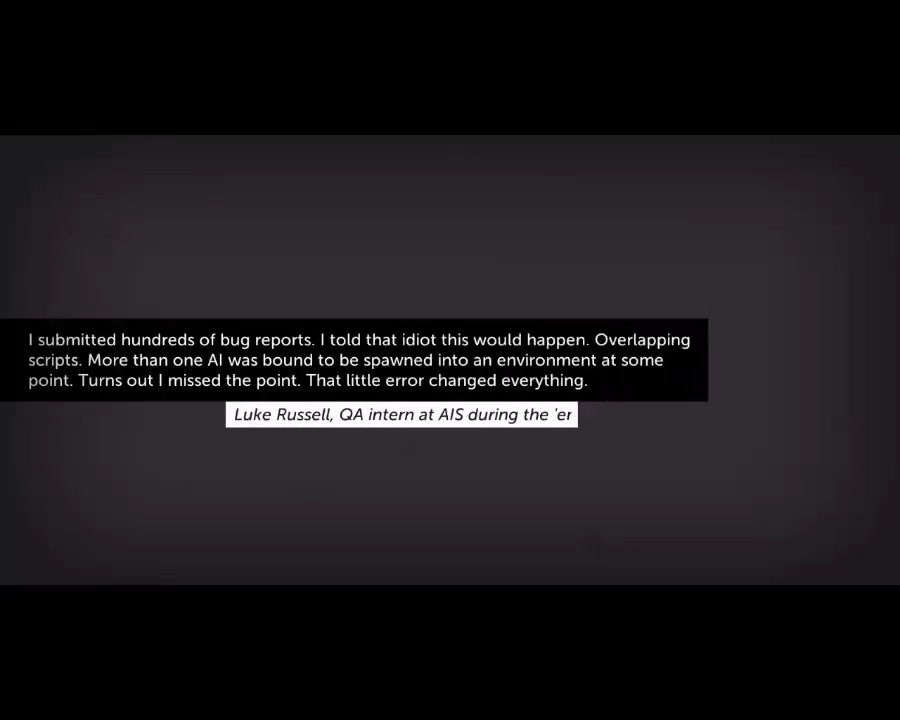 I submitted hundreds of bug reports. I told that idiot this would happen. Overlapping
scripts. More than one AI was bound to be spawned into an environment at some
point. Turns out I missed the point. That little error changed everything.
Luke Russell, QA intern at AIS during the 'er